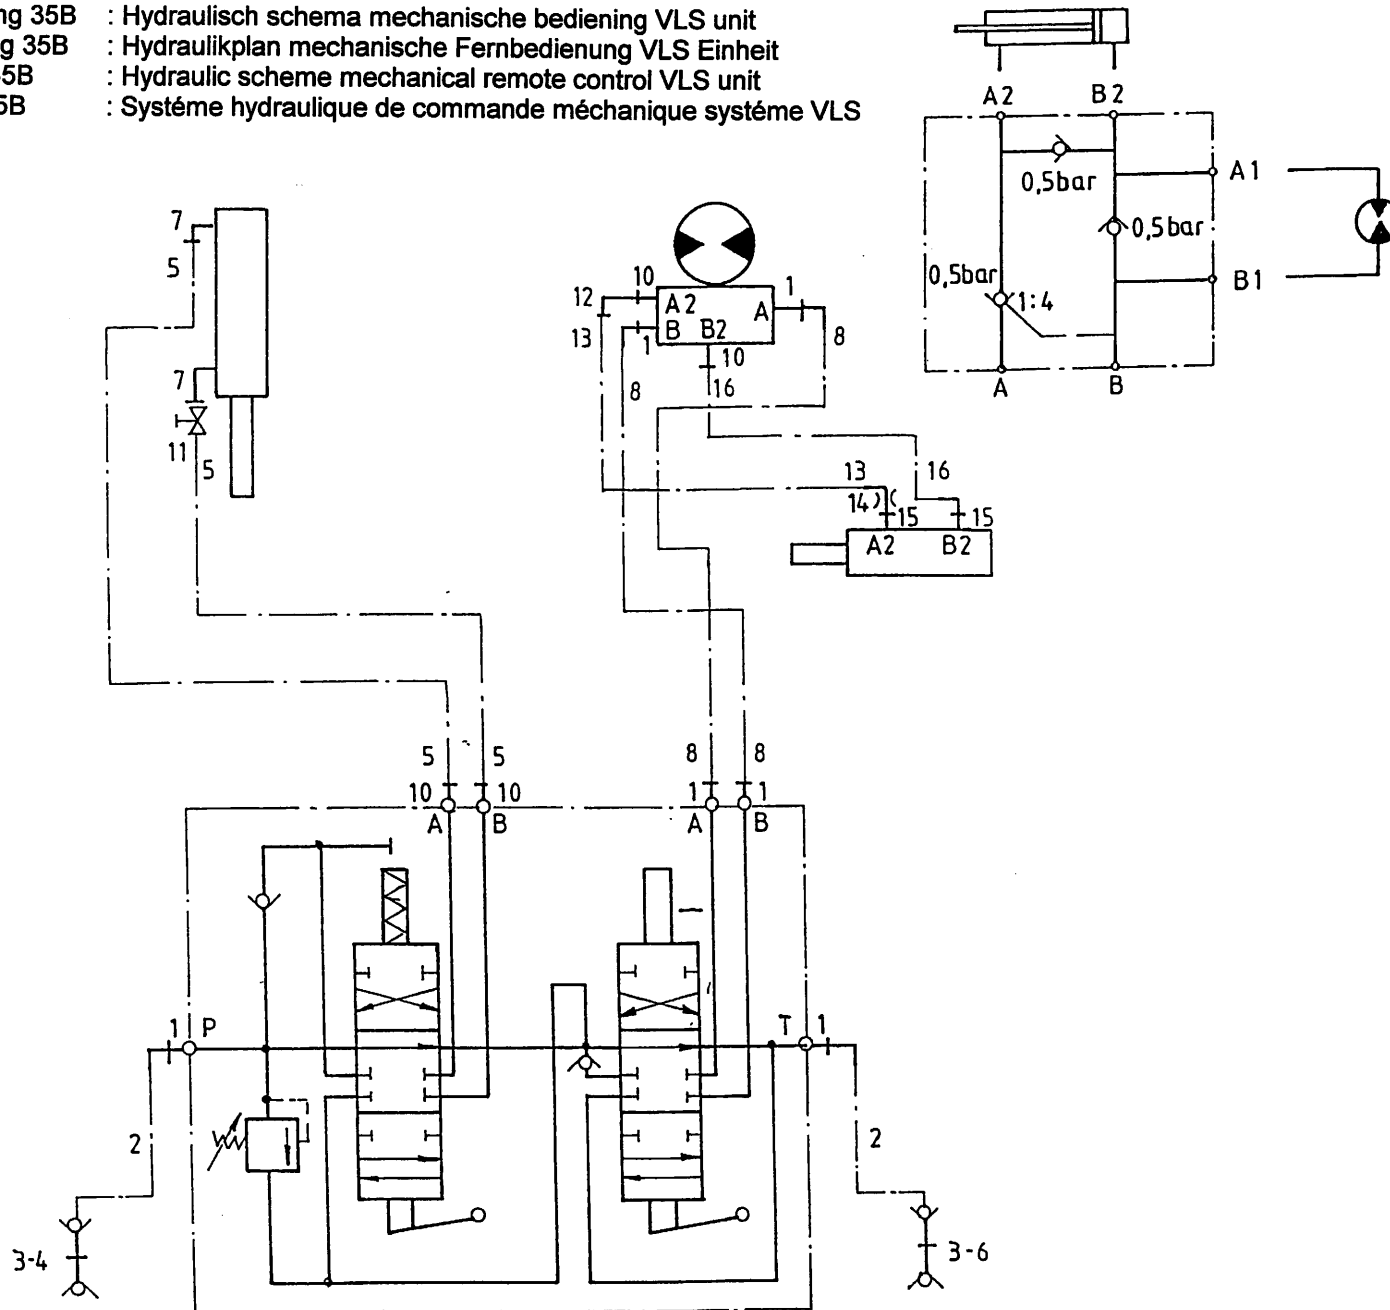 ng 35B : Hydraulisch schema mechanische bediening VLS unit
g 35B : Hydraulikplan mechanische Fernbedienung VLS Einheit
5B : Hydraulic scheme mechanical remote control VLS unit
5B : Systéme hydraulique de commande méchanique systéme VLS
A2 B2
0,5bar
A1
0,5bar
B1
0,5bar
1:4
A B
7
5
7
11
5
12 10
A2 A 1
B B2
13 1
8
10
8 16
13 16
14 15 15
A2 B2
5 5 8 8
10 10 1 1
A B A B
1 P
T 1
2
2
3-4
3-6